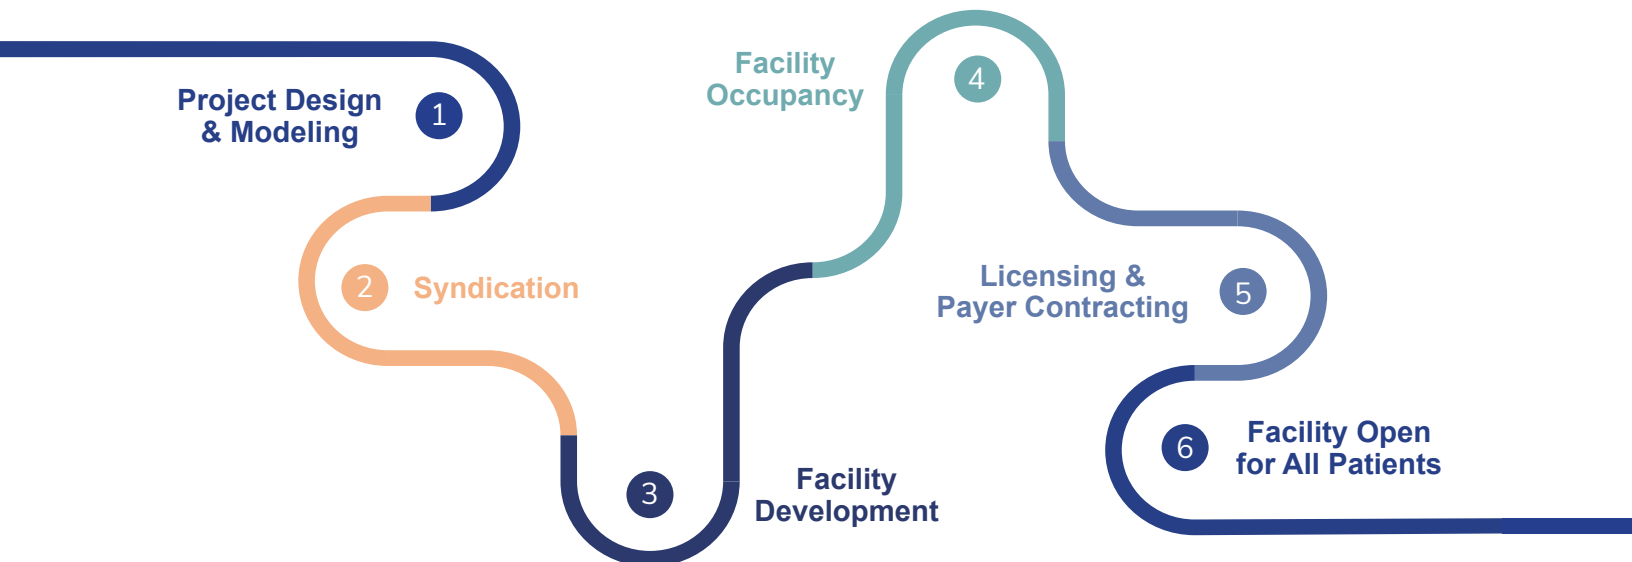 1
Project Design
& Modeling
2
Syndication
3
Facility
Development
4
Facility
Occupancy
5
Licensing &
Payer Contracting
6
Facility Open
for All Patients